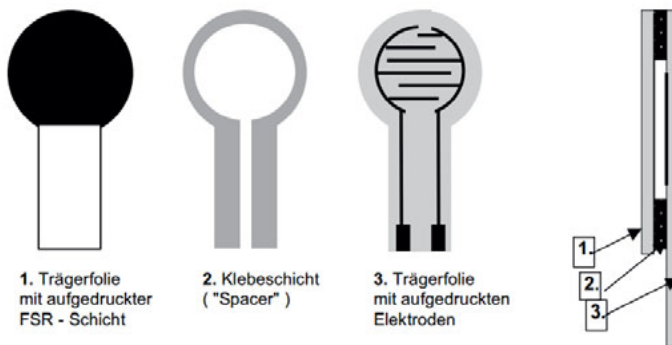 1. Trägerfolie
mit aufgedruckter
FSR - Schicht
2. Klebeschicht
( "Spacer" )
3. Trägerfolie
mit aufgedruckten
Elektroden
1.
2.
3.